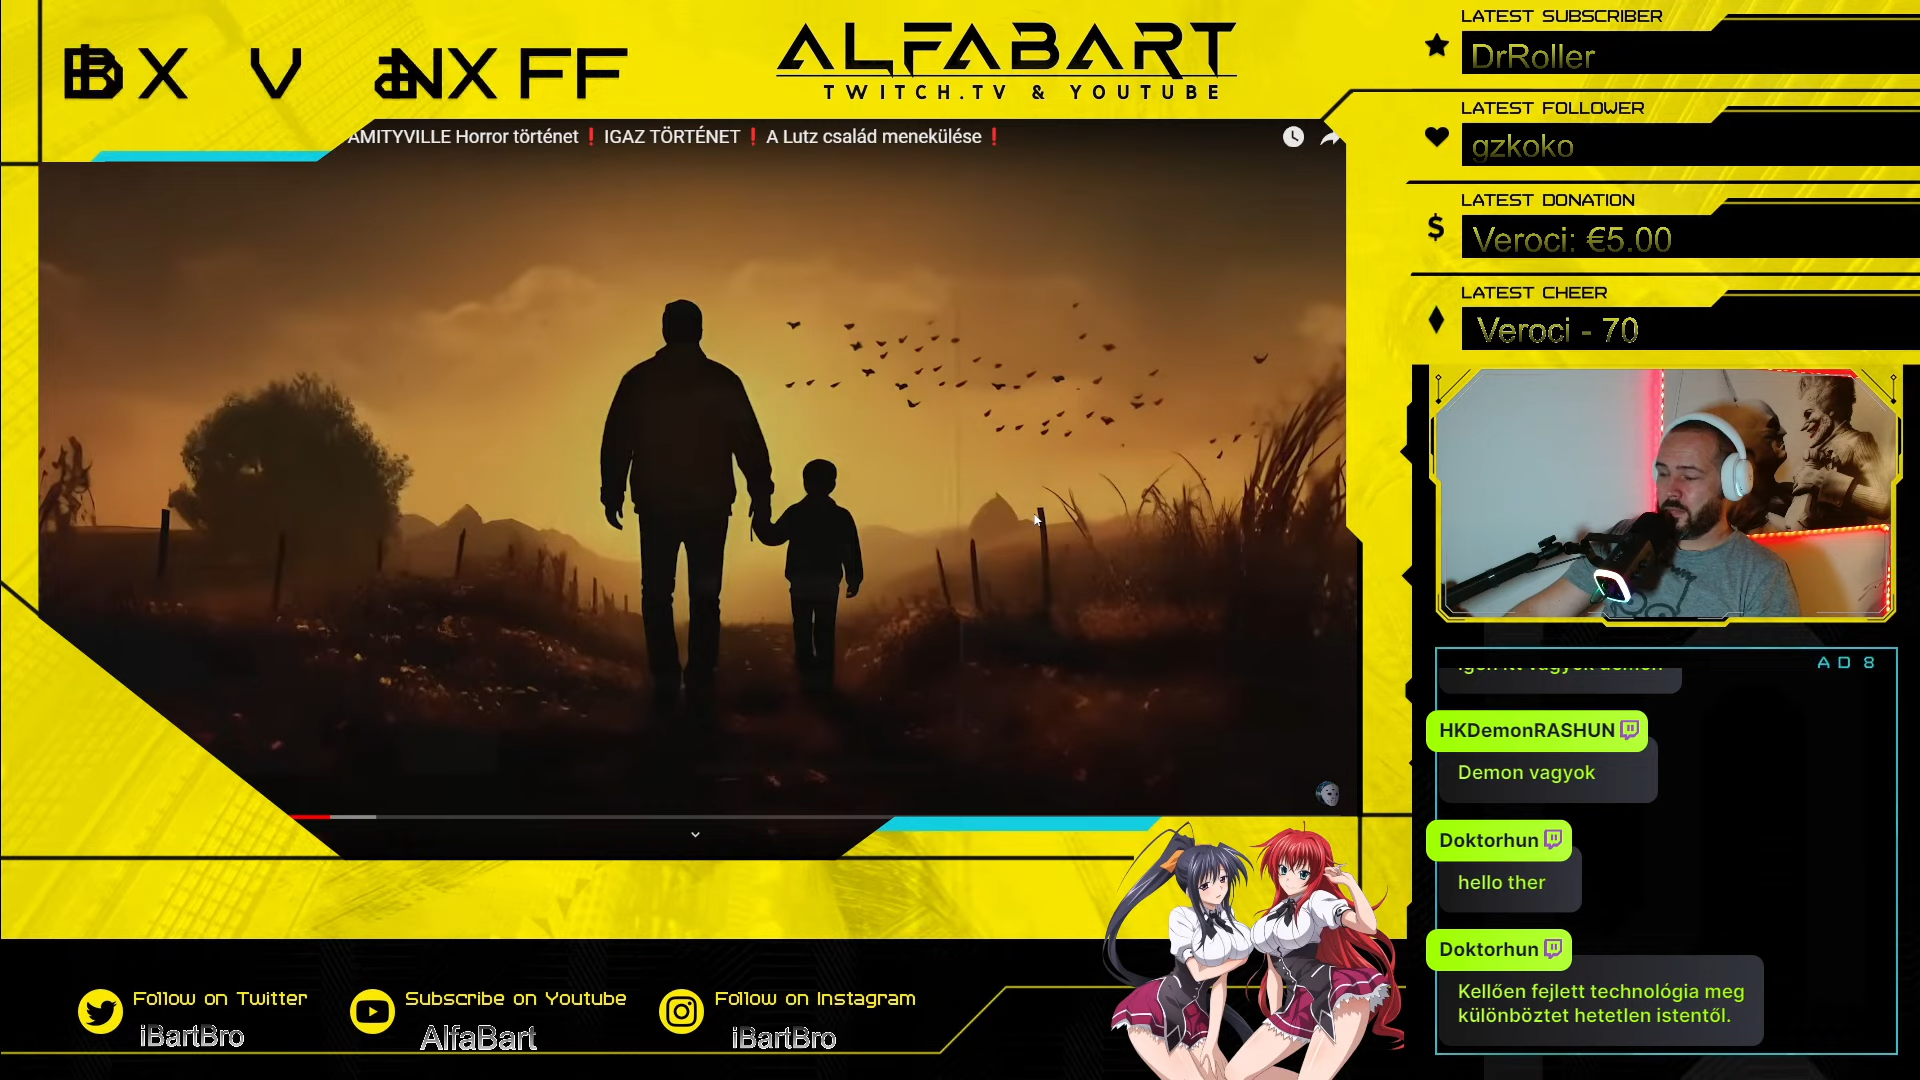 ALFABART
TWITCH.TV & YOUTUBE
AMITYVILLE Horror történet❗IGAZ TÖRTÉNET❗A Lutz család menekülése❗
LATEST SUBSCRIBER
DrRoller
LATEST FOLLOWER
gzkoko
LATEST DONATION
Veroci: €5.00
LATEST CHEER
Veroci - 70
AD 8
HKDemonRASHUN
Demon vagyok
Doktorhun
hello ther
Doktorhun
Kellően fejlett technológia meg
különböztet hetetlen istentől.
Follow on Twitter
iBartBro
Subscribe on Youtube
AlfaBart
Follow on Instagram
iBartBro